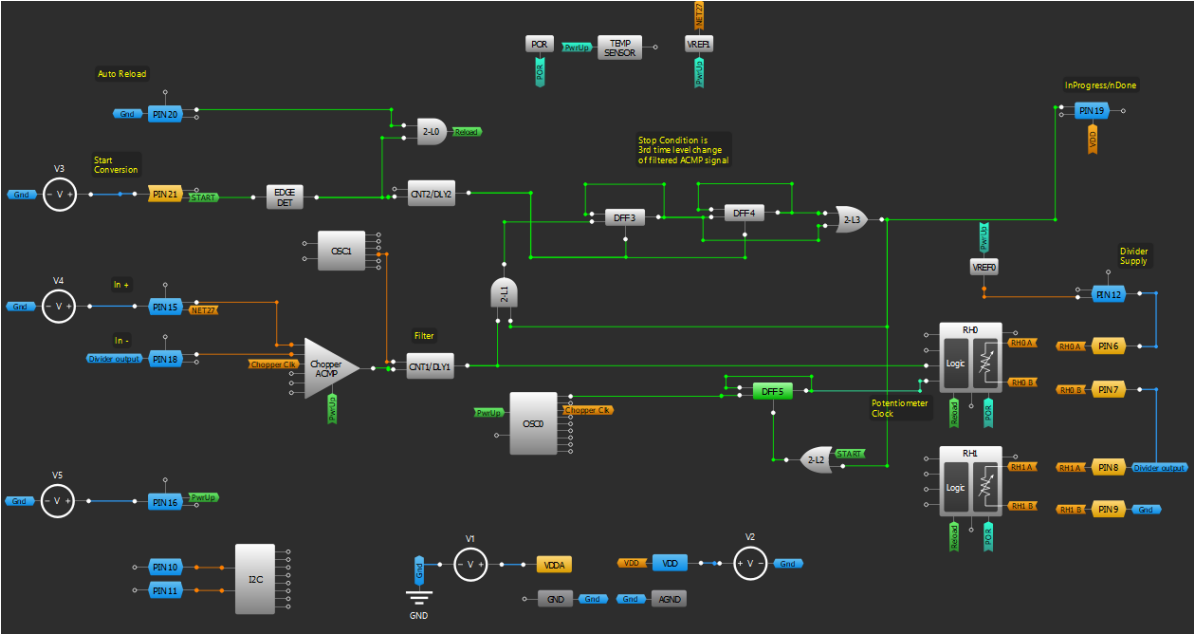 NET27
POR
PwrUp
TEMP
SENSOR
VREF1
POR
PwrUp
Auto Reload
InProgress/nDone
Gnd
PIN 20
2-L0
Reload
PIN 19
VDD
Stop Condition is
3rd time level change
of filtered ACMP signal
Start
Conversion
V3
Gnd
- V +
PIN 21
START
EDGE
DET
CNT2/DLY2
DFF3
DFF4
2-L3
PwrUp
OSC1
VREF0
Divider
Supply
V4
In +
2-L1
PIN 12
Gnd
- V +
PIN 15
NET27
In -
Filter
RH0
Divider output
PIN 18
Chopper Clk
Chopper
ACMP
CNT1/DLY1
Logic
RH0 A
RH0 A
PIN 6
RH0 B
RH0 B
PIN 7
PwrUp
PwrUp
Chopper Clk
OSC0
DFF5
Potentiometer
Clock
Reload
POR
2-L2
START
RH1
V5
Logic
RH1 A
RH1 A
PIN 8
Divider output
Gnd
- V +
PIN 16
PwrUp
RH1 B
RH1 B
PIN 9
Gnd
Reload
POR
V1
V2
PIN 10
PIN 11
I2C
Gnd
- V +
VDDA
VDD
VDD
+ V -
Gnd
GND
GND
Gnd
Gnd
AGND